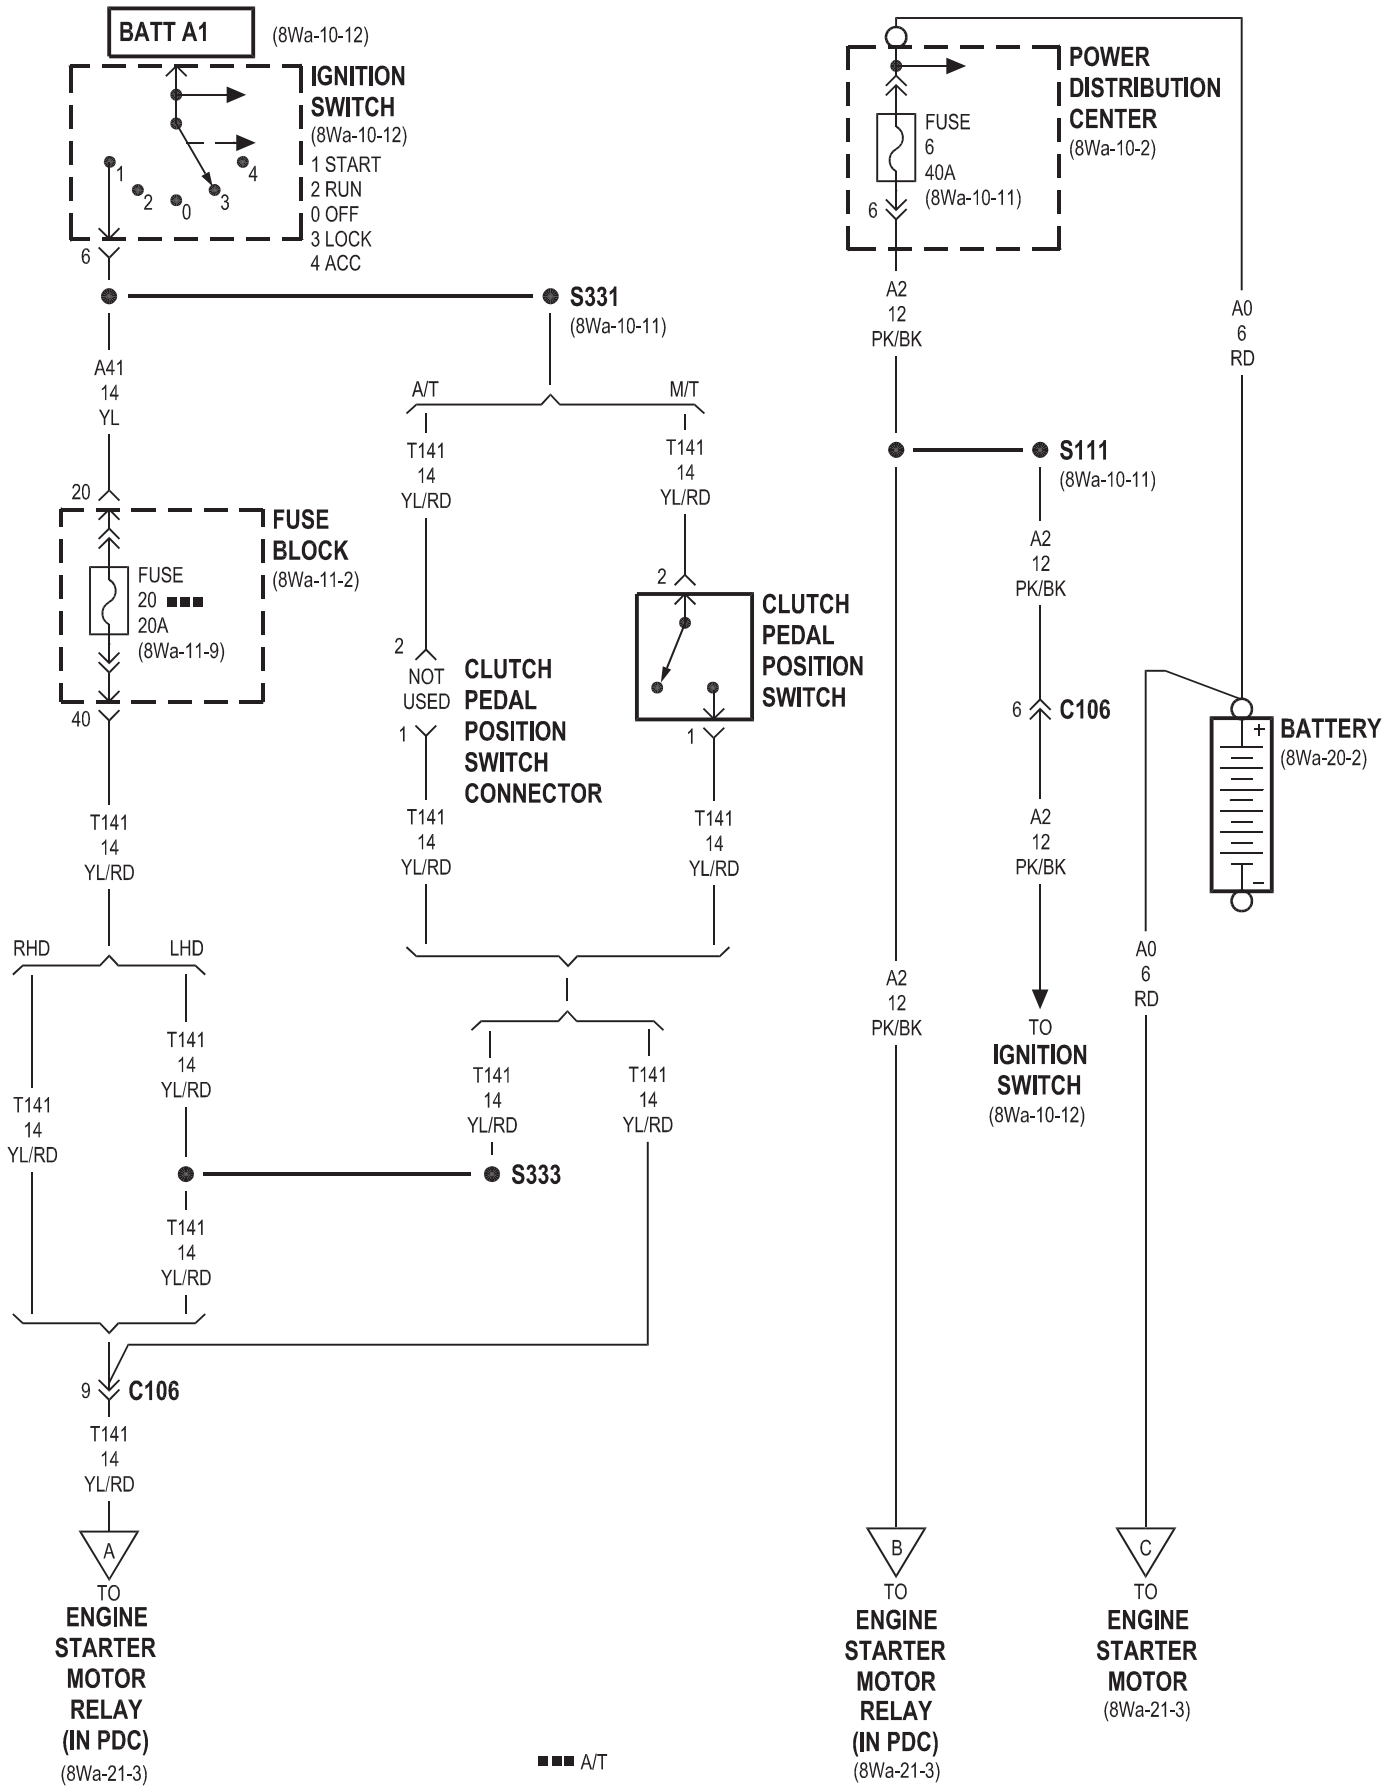 BATT A1
(8Wa-10-12)
IGNITION
SWITCH
(8Wa-10-12)
1 START
2 RUN
0 OFF
3 LOCK
4 ACC
1
2
0
3
4
6
S331
(8Wa-10-11)
A41
14
YL
A/T
M/T
T141
14
YL/RD
T141
14
YL/RD
20
FUSE
BLOCK
(8Wa-11-2)
FUSE
20
20A
(8Wa-11-9)
40
2
NOT
USED
1
CLUTCH
PEDAL
POSITION
SWITCH
CONNECTOR
2
1
CLUTCH
PEDAL
POSITION
SWITCH
T141
14
YL/RD
T141
14
YL/RD
T141
14
YL/RD
RHD
LHD
T141
14
YL/RD
T141
14
YL/RD
T141
14
YL/RD
T141
14
YL/RD
S333
T141
14
YL/RD
9
C106
T141
14
YL/RD
A
TO
ENGINE
STARTER
MOTOR
RELAY
(IN PDC)
(8Wa-21-3)
A/T
POWER
DISTRIBUTION
CENTER
(8Wa-10-2)
FUSE
6
40A
(8Wa-10-11)
6
A2
12
PK/BK
A0
6
RD
S111
(8Wa-10-11)
A2
12
PK/BK
6
C106
A2
12
PK/BK
TO
IGNITION
SWITCH
(8Wa-10-12)
+
BATTERY
(8Wa-20-2)
−
A2
12
PK/BK
A0
6
RD
B
TO
ENGINE
STARTER
MOTOR
RELAY
(IN PDC)
(8Wa-21-3)
C
TO
ENGINE
STARTER
MOTOR
(8Wa-21-3)